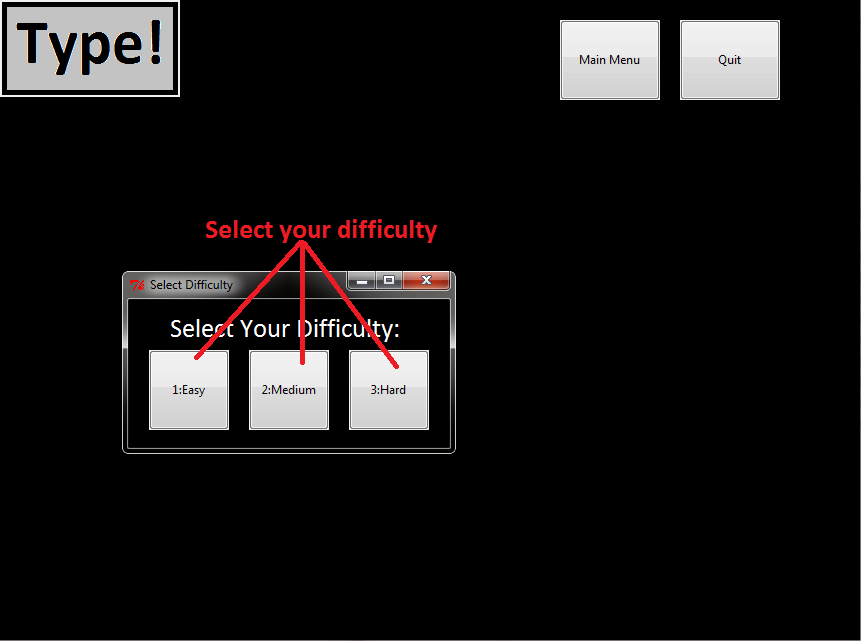 Type!
Main Menu
Quit
Select your difficulty
Select Difficulty
Select Your Difficulty:
1:Easy
2:Medium
3:Hard